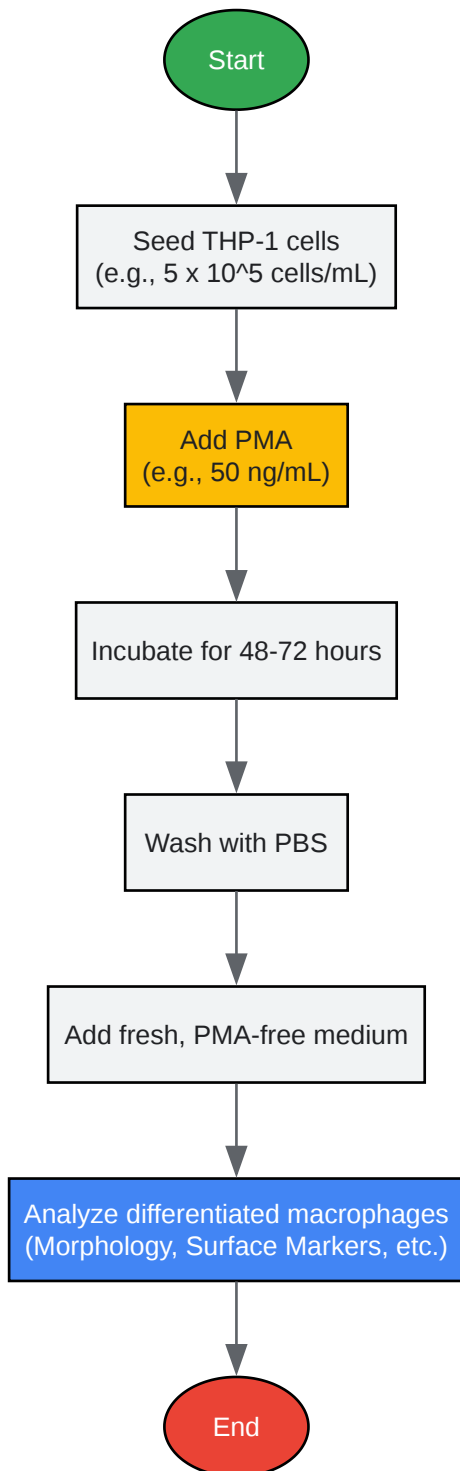 Start
Seed THP-1 cells
(e.g., 5 x 10^5 cells/mL)
Add PMA
(e.g., 50 ng/mL)
Incubate for 48-72 hours
Wash with PBS
Add fresh, PMA-free medium
Analyze differentiated macrophages
(Morphology, Surface Markers, etc.)
End